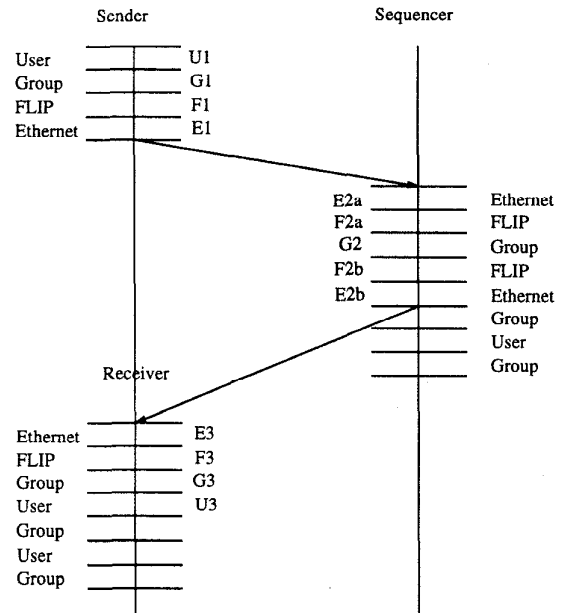 Sender
Sequencer
User U1
Group G1
FLIP F1
Ethernet E1
E2a Ethernet
F2a FLIP
G2 Group
F2b FLIP
E2b Ethernet
Group
User
Group
Receiver
Ethernet E3
FLIP F3
Group G3
User U3
Group
User
Group